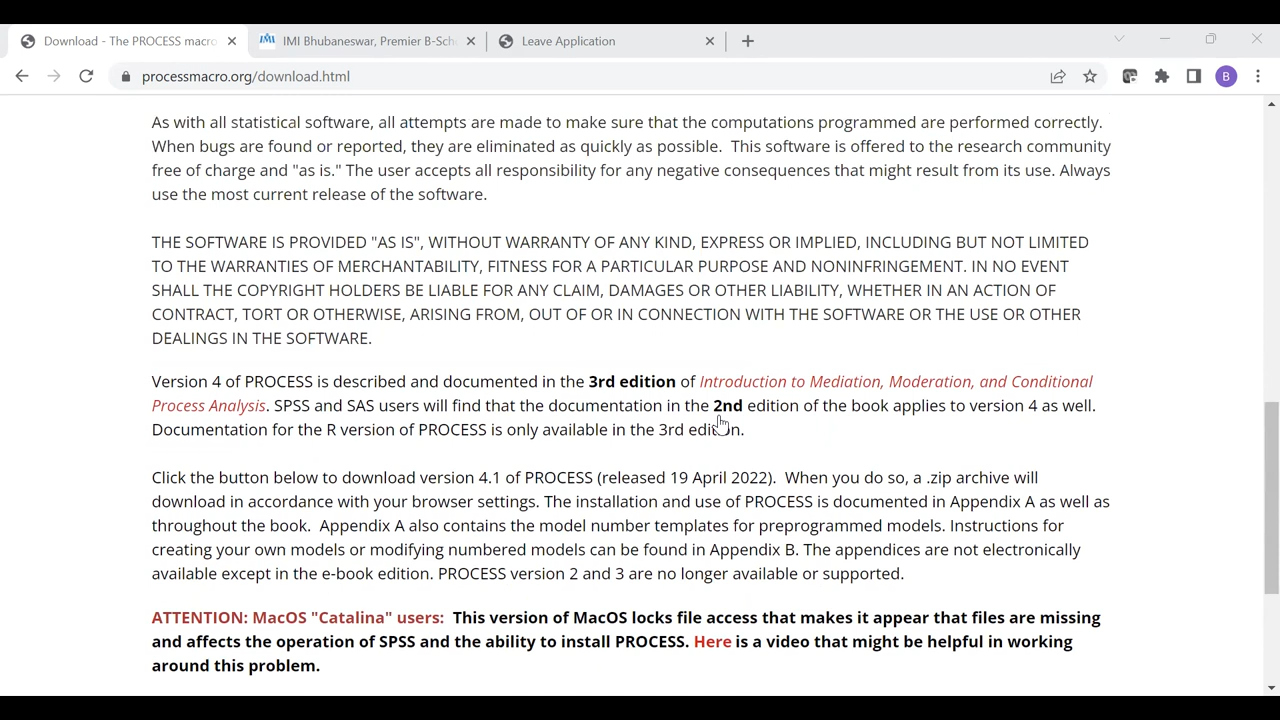 Download - The PROCESS macro
IMI Bhubaneswar, Premier B-Sch
Leave Application
processmacro.org/download.html
B
As with all statistical software, all attempts are made to make sure that the computations programmed are performed correctly.
When bugs are found or reported, they are eliminated as quickly as possible.  This software is offered to the research community
free of charge and "as is." The user accepts all responsibility for any negative consequences that might result from its use. Always
use the most current release of the software.
THE SOFTWARE IS PROVIDED "AS IS", WITHOUT WARRANTY OF ANY KIND, EXPRESS OR IMPLIED, INCLUDING BUT NOT LIMITED
TO THE WARRANTIES OF MERCHANTABILITY, FITNESS FOR A PARTICULAR PURPOSE AND NONINFRINGEMENT. IN NO EVENT
SHALL THE COPYRIGHT HOLDERS BE LIABLE FOR ANY CLAIM, DAMAGES OR OTHER LIABILITY, WHETHER IN AN ACTION OF
CONTRACT, TORT OR OTHERWISE, ARISING FROM, OUT OF OR IN CONNECTION WITH THE SOFTWARE OR THE USE OR OTHER
DEALINGS IN THE SOFTWARE.
Version 4 of PROCESS is described and documented in the 3rd edition of Introduction to Mediation, Moderation, and Conditional
Process Analysis. SPSS and SAS users will find that the documentation in the 2nd edition of the book applies to version 4 as well.
Documentation for the R version of PROCESS is only available in the 3rd edition.
Click the button below to download version 4.1 of PROCESS (released 19 April 2022).  When you do so, a .zip archive will
download in accordance with your browser settings. The installation and use of PROCESS is documented in Appendix A as well as
throughout the book.  Appendix A also contains the model number templates for preprogrammed models. Instructions for
creating your own models or modifying numbered models can be found in Appendix B. The appendices are not electronically
available except in the e-book edition. PROCESS version 2 and 3 are no longer available or supported.
ATTENTION: MacOS "Catalina" users:  This version of MacOS locks file access that makes it appear that files are missing
and affects the operation of SPSS and the ability to install PROCESS. Here is a video that might be helpful in working
around this problem.